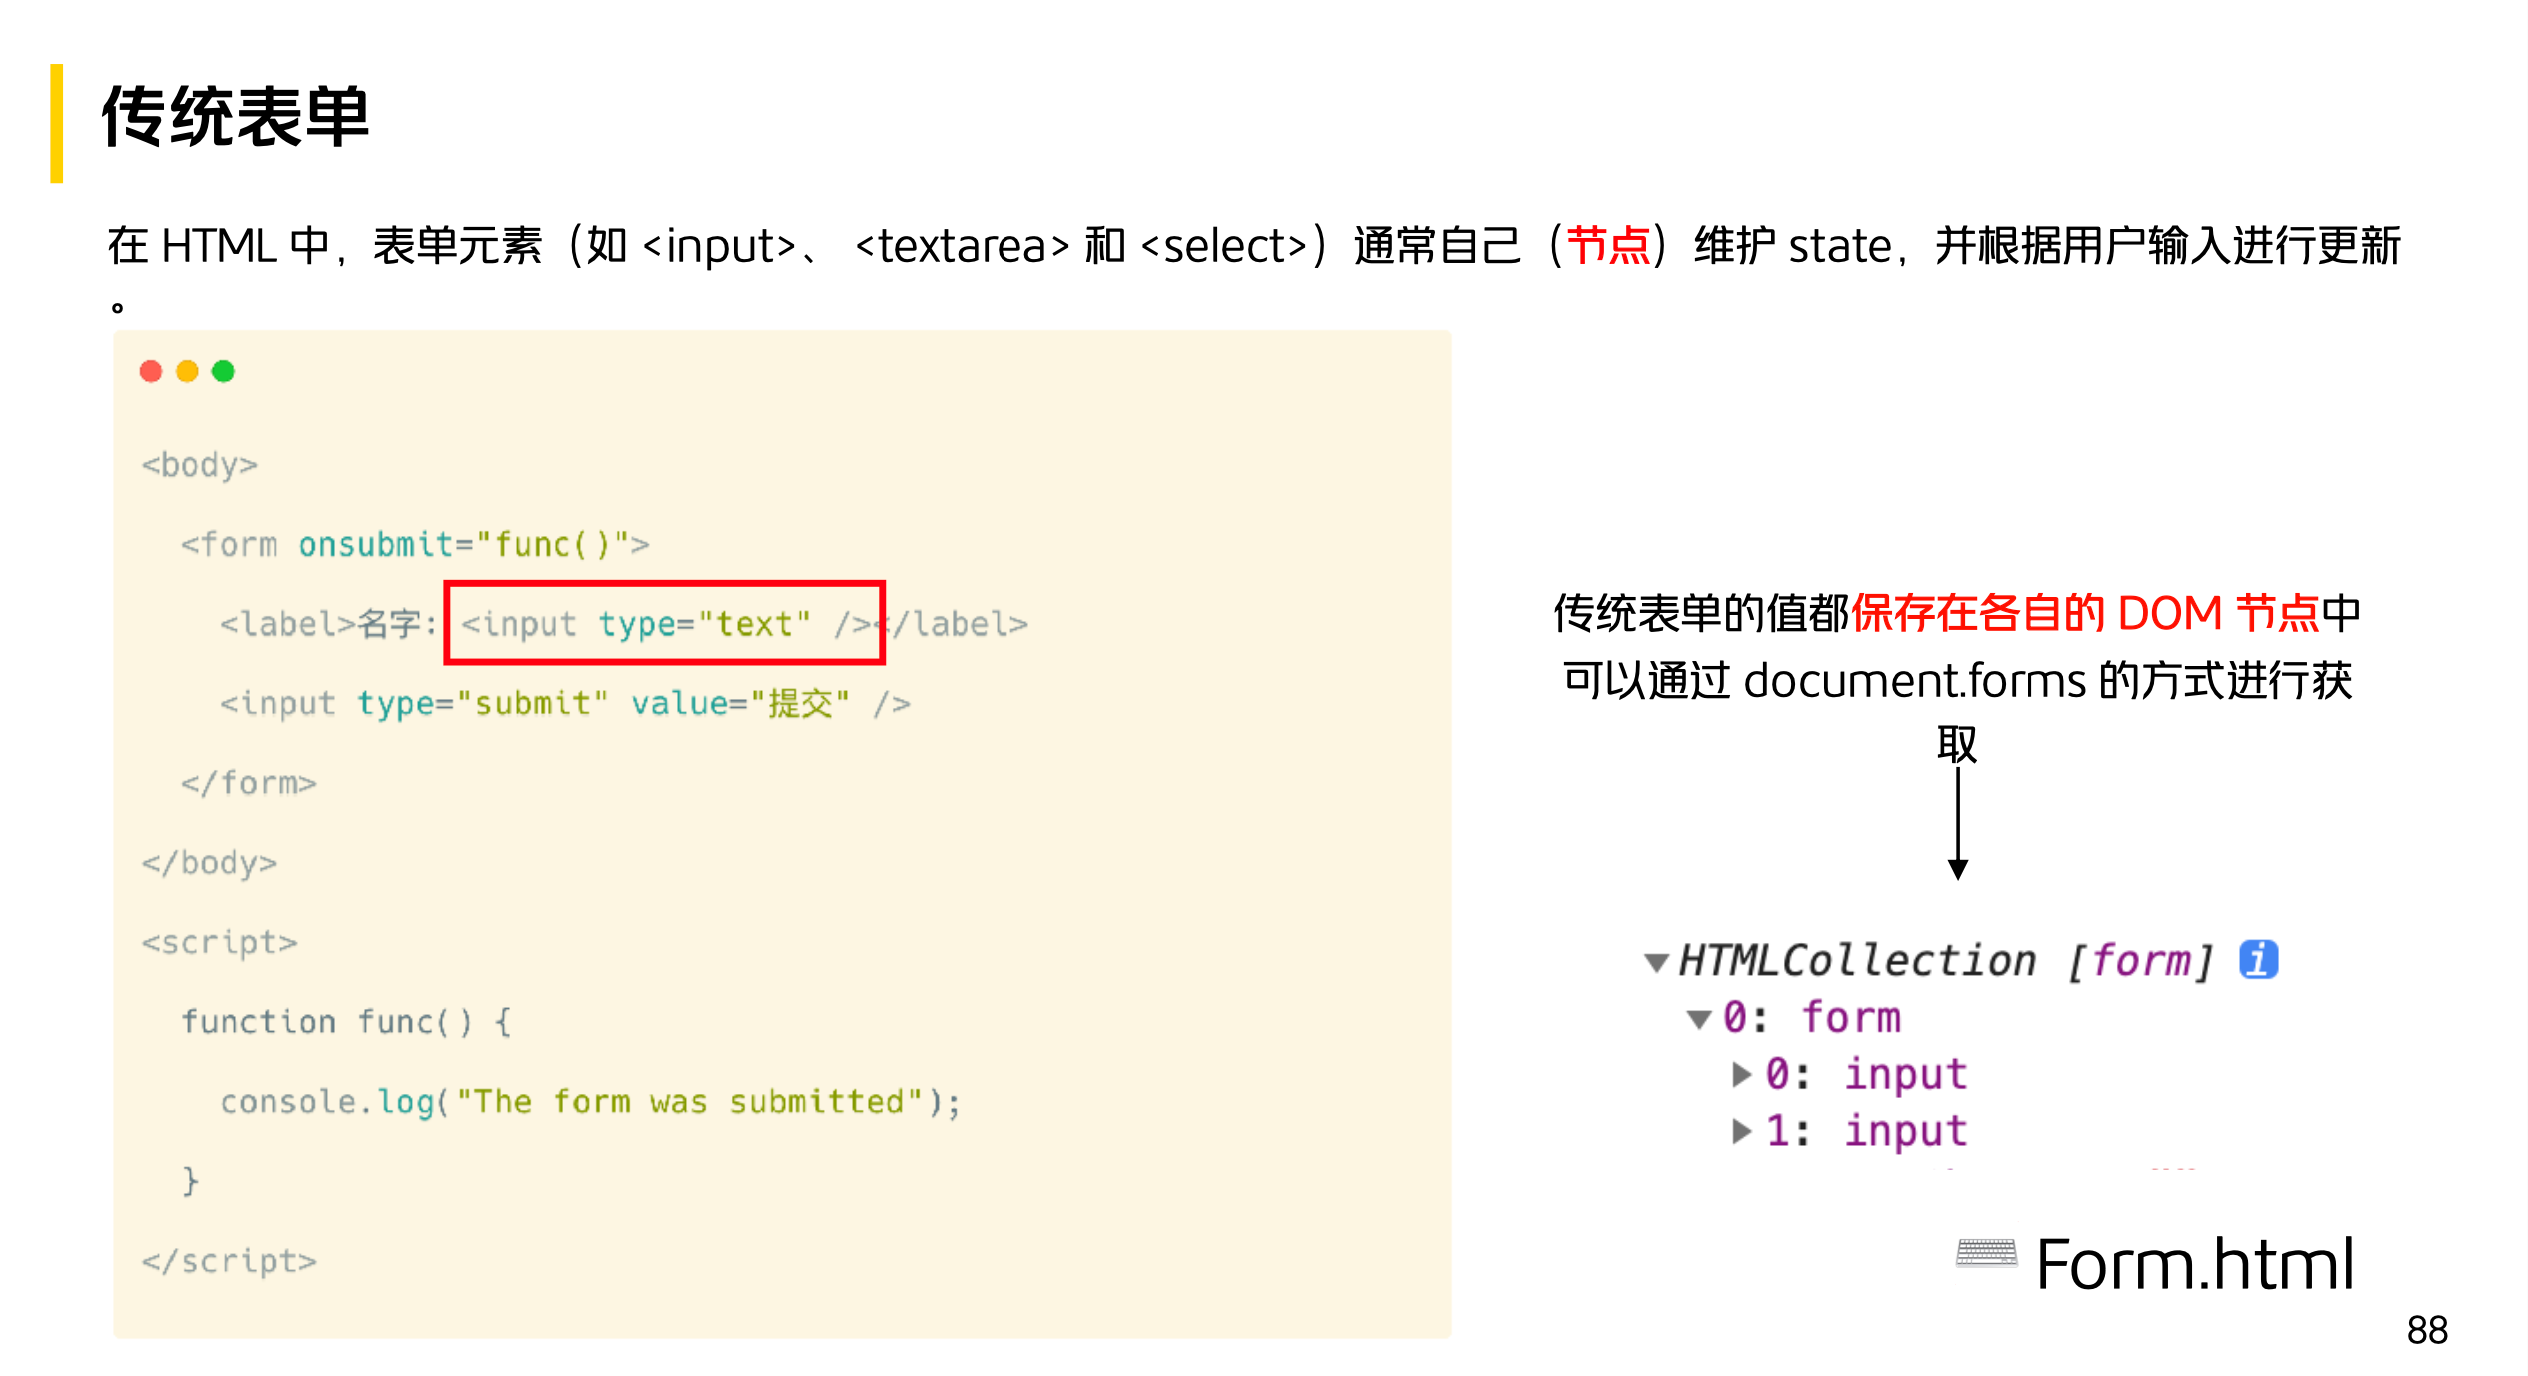 传统表单
在 HTML 中，表单元素（如 <input>、 <textarea> 和 <select>）通常自己（节点）维护 state，并根据用户输入进行更新
。
<body>
<form onsubmit="func()">
<label>名字: <input type="text" /></label>
<input type="submit" value="提交" />
</form>
</body>
<script>
function func() {
console.log("The form was submitted");
}
</script>
传统表单的值都保存在各自的 DOM 节点中
可以通过 document.forms 的方式进行获
取
HTMLCollection [form] i
0: form
0: input
1: input
Form.html
88